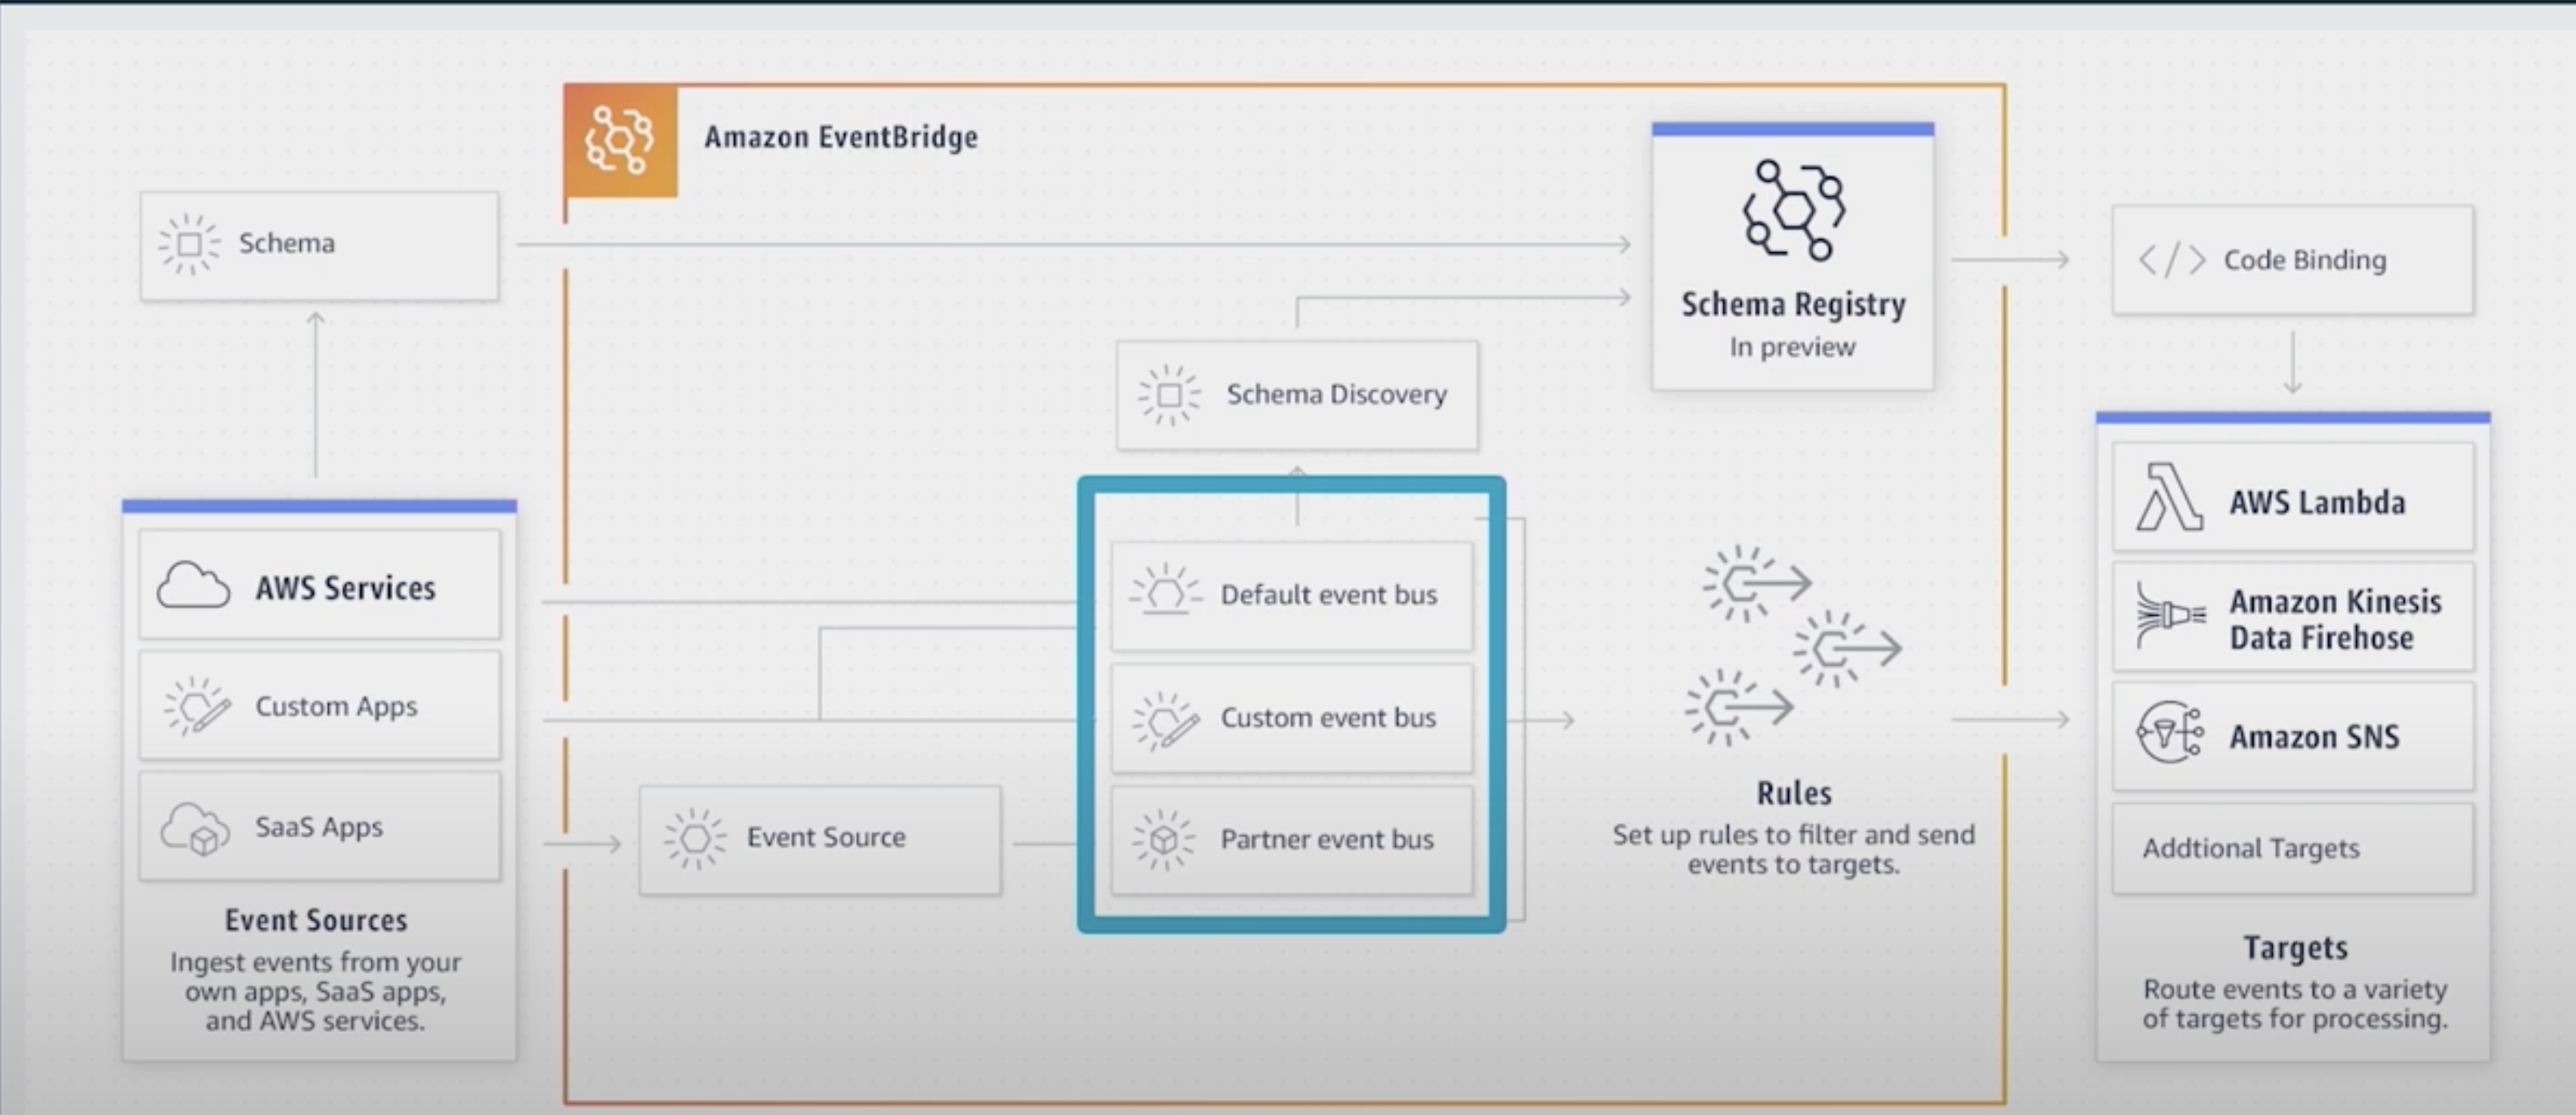 Amazon EventBridge
Schema
Schema Registry
In preview
</> Code Binding
Schema Discovery
AWS Services
Custom Apps
SaaS Apps
Event Sources
Ingest events from your
own apps, SaaS apps,
and AWS services.
Event Source
Default event bus
Custom event bus
Partner event bus
Rules
Set up rules to filter and send
events to targets.
AWS Lambda
Amazon Kinesis
Data Firehose
Amazon SNS
Addtional Targets
Targets
Route events to a variety
of targets for processing.